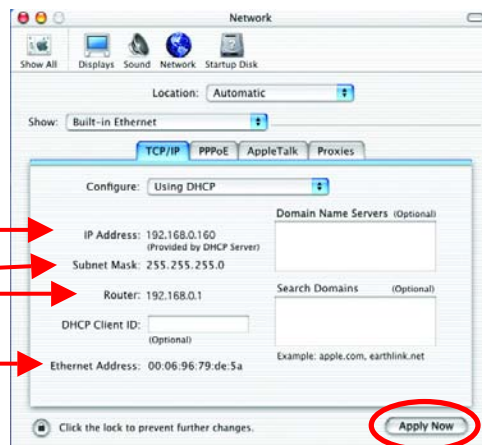 Network
Show All Displays Sound Network Startup Disk
Location: Automatic
Show: Built-in Ethernet
TCP/IP PPPoE AppleTalk Proxies
Configure: Using DHCP
Domain Name Servers (Optional)
IP Address: 192.168.0.160
(Provided by DHCP Server)
Subnet Mask: 255.255.255.0
Router: 192.168.0.1
Search Domains (Optional)
DHCP Client ID:
(Optional)
Example: apple.com, earthlink.net
Ethernet Address: 00:06:96:79:de:5a
Click the lock to prevent further changes.
Apply Now